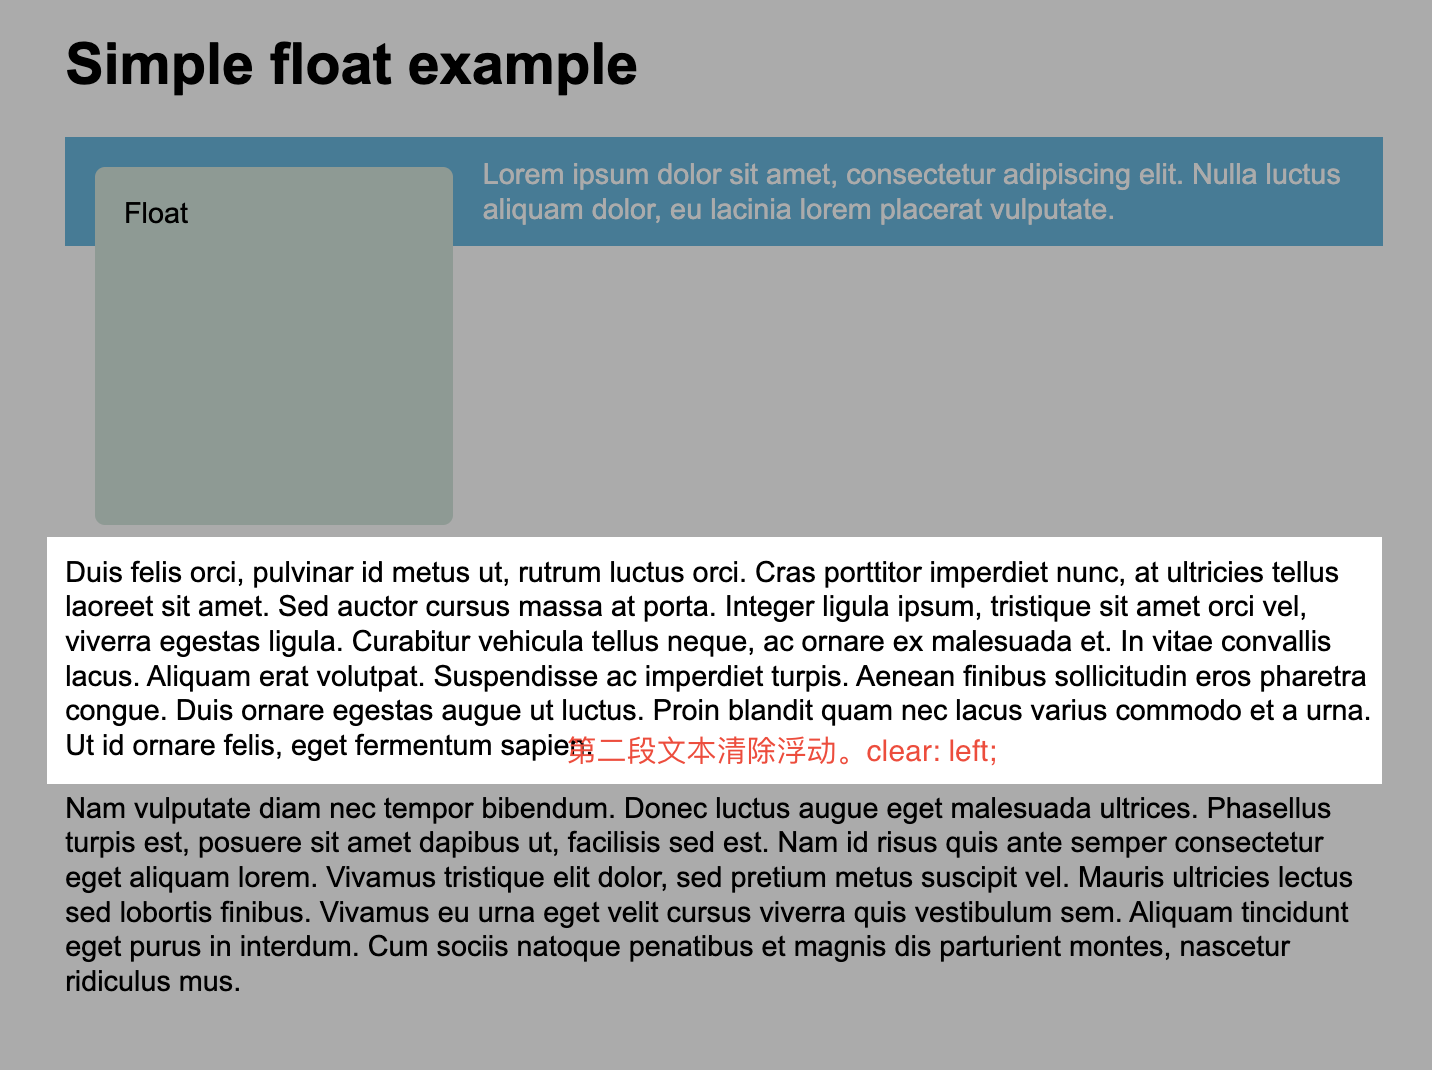 Simple float example
Float
Lorem ipsum dolor sit amet, consectetur adipiscing elit. Nulla luctus
aliquam dolor, eu lacinia lorem placerat vulputate.
Duis felis orci, pulvinar id metus ut, rutrum luctus orci. Cras porttitor imperdiet nunc, at ultricies tellus
laoreet sit amet. Sed auctor cursus massa at porta. Integer ligula ipsum, tristique sit amet orci vel,
viverra egestas ligula. Curabitur vehicula tellus neque, ac ornare ex malesuada et. In vitae convallis
lacus. Aliquam erat volutpat. Suspendisse ac imperdiet turpis. Aenean finibus sollicitudin eros pharetra
congue. Duis ornare egestas augue ut luctus. Proin blandit quam nec lacus varius commodo et a urna.
Ut id ornare felis, eget fermentum sapien.
第二段文本清除浮动。clear: left;
Nam vulputate diam nec tempor bibendum. Donec luctus augue eget malesuada ultrices. Phasellus
turpis est, posuere sit amet dapibus ut, facilisis sed est. Nam id risus quis ante semper consectetur
eget aliquam lorem. Vivamus tristique elit dolor, sed pretium metus suscipit vel. Mauris ultricies lectus
sed lobortis finibus. Vivamus eu urna eget velit cursus viverra quis vestibulum sem. Aliquam tincidunt
eget purus in interdum. Cum sociis natoque penatibus et magnis dis parturient montes, nascetur
ridiculus mus.